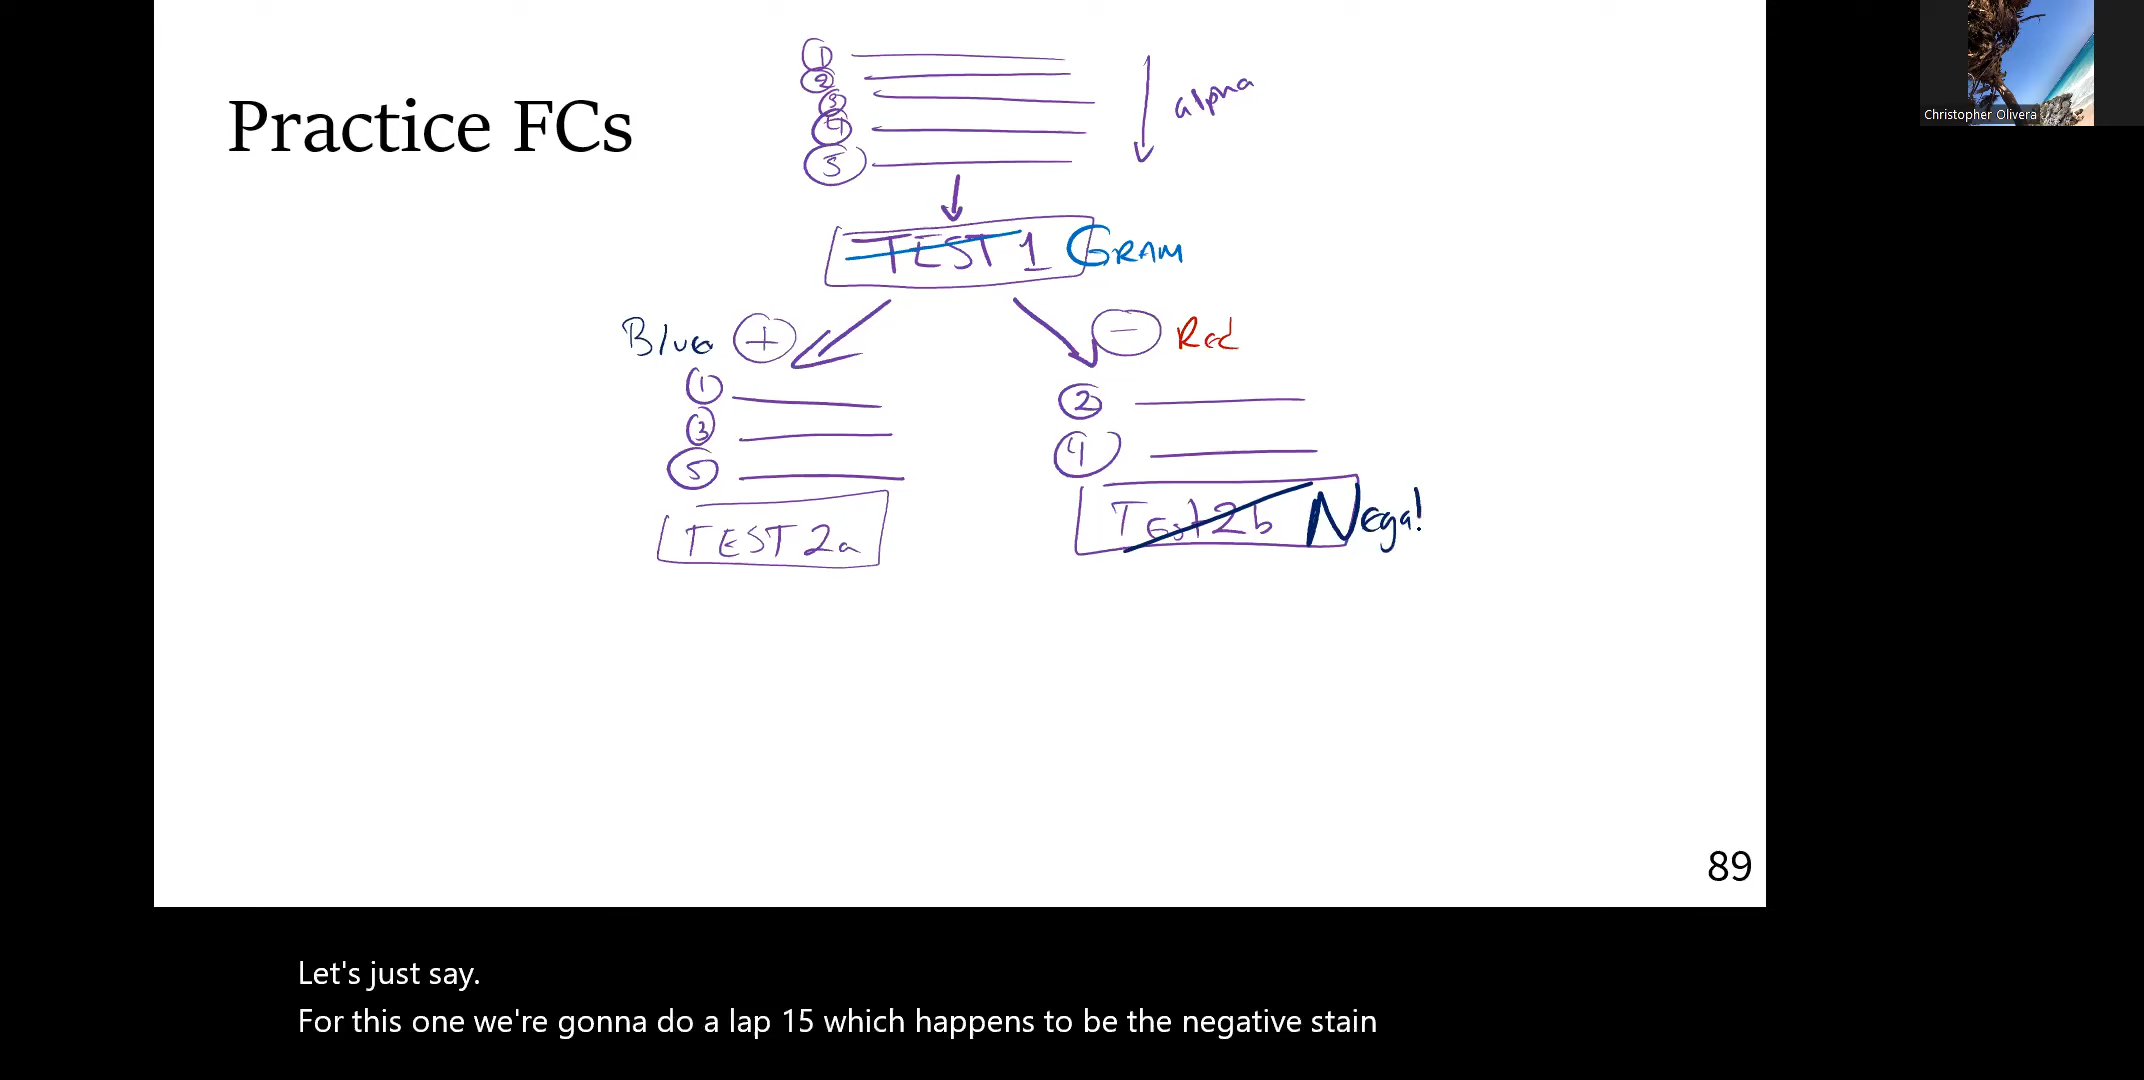 Christopher Olivera
Practice FCs
1
2
3
4
5
alpha
TEST 1 GRAM
Blue + - Red
1
3
5
2
4
TEST 2a
Test 2b Nega!
89
Let's just say.
For this one we're gonna do a lap 15 which happens to be the negative stain